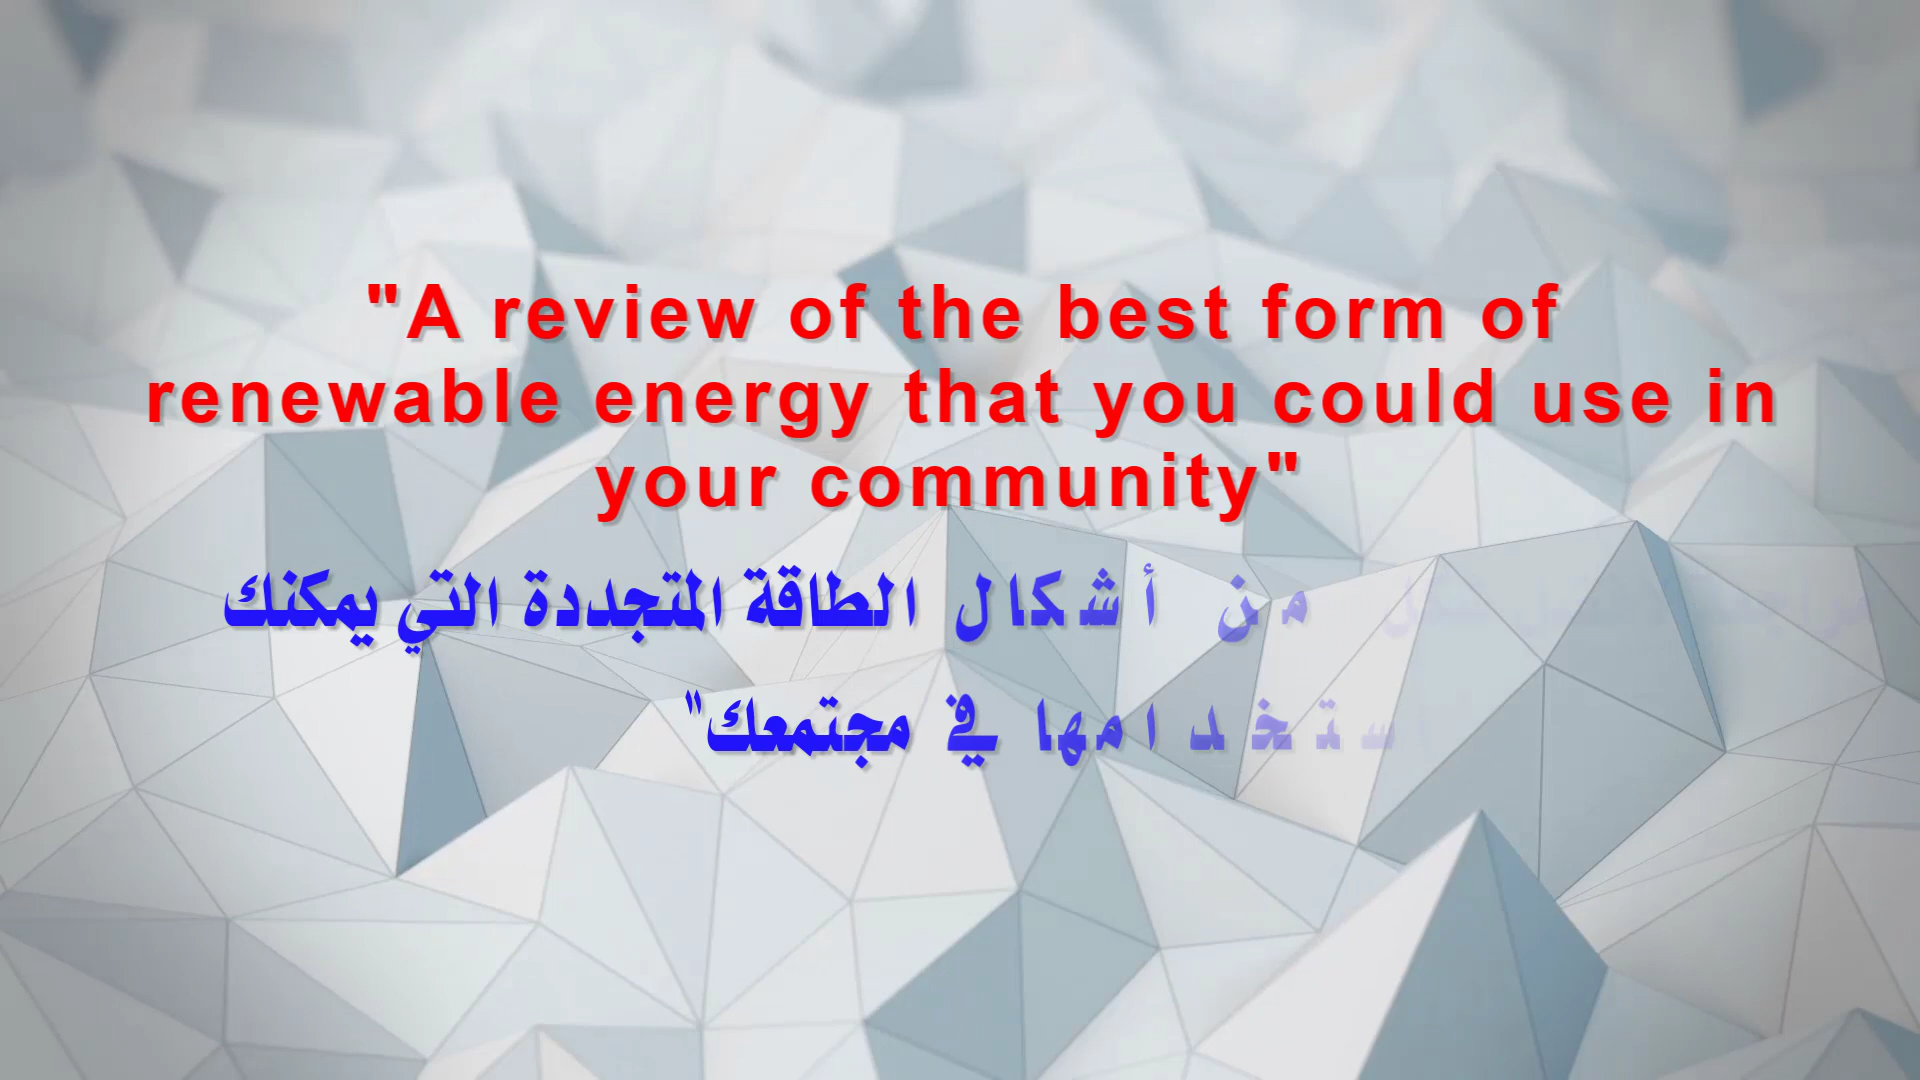 "A review of the best form of
renewable energy that you could use in
your community"
من أشكال الطاقة المتجددة التي يمكنك
ستخدامها في مجتمعك"